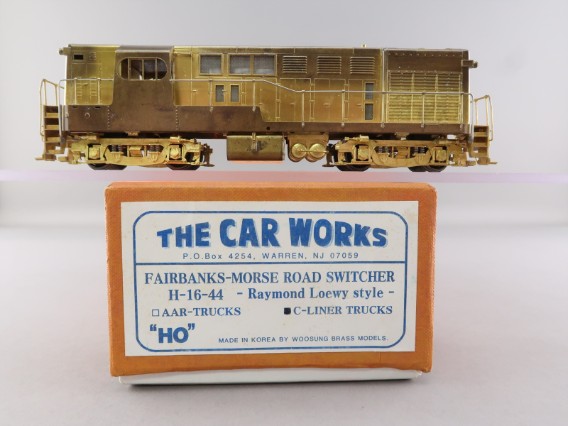 THE CAR WORKS
P.O.Box 4254, WARREN, NJ 07059
FAIRBANKS-MORSE ROAD SWITCHER
H-16-44 - Raymond Loewy style -
□AAR-TRUCKS ■C-LINER TRUCKS
"HO" MADE IN KOREA BY WOOSUNG BRASS MODELS.